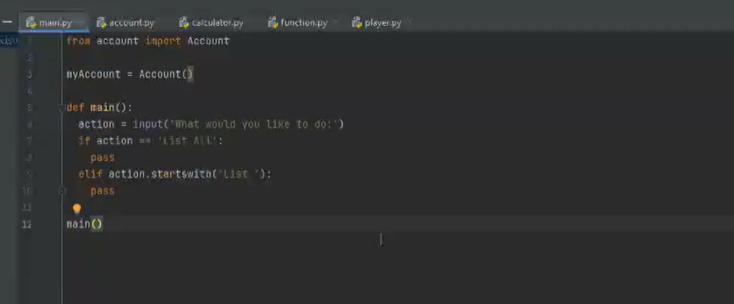 main.py account.py calculator.py function.py player.py
1 from account import Account
2
3 myAccount = Account()
4
5 def main():
6 action = input('What would you like to do:')
7 if action == 'List All':
8 pass
9 elif action.startswith('List '):
10 pass
11
12 main()